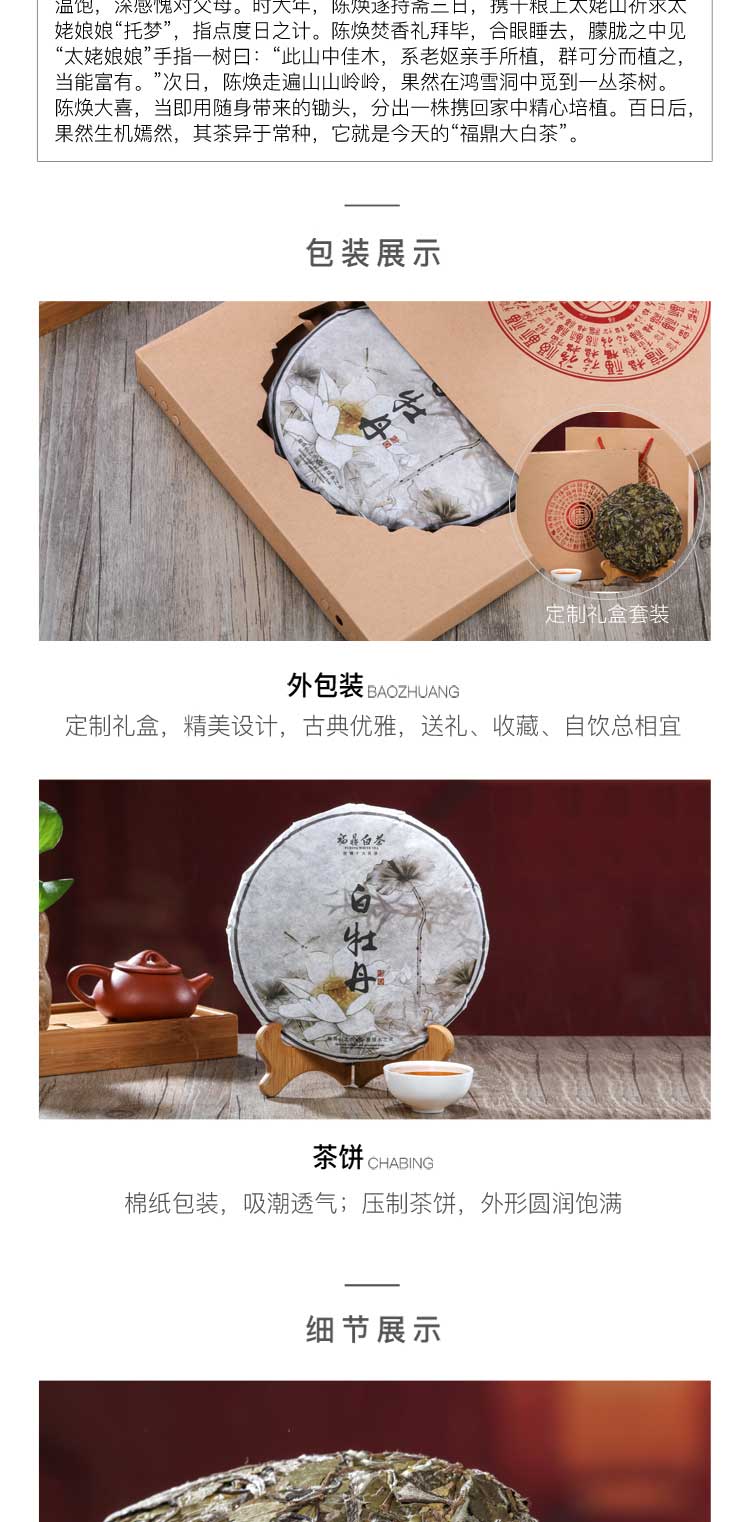 温饱，深感愧对父母。时大年，陈焕遂持斋三日，携干粮上太姥山祈求太
姥娘娘“托梦”，指点度日之计。陈焕焚香礼拜毕，合眼睡去，朦胧之中见
“太姥娘娘”手指一树曰：“此山中佳木，系老妪亲手所植，群可分而植之，
当能富有。”次日，陈焕走遍山山岭岭，果然在鸿雪洞中觅到一丛茶树。
陈焕大喜，当即用随身带来的锄头，分出一株携回家中精心培植。百日后，
果然生机嫣然，其茶异于常种，它就是今天的“福鼎大白茶”。
包装展示
牡丹
定制礼盒套装
外包装 BAOZHUANG
定制礼盒，精美设计，古典优雅，送礼、收藏、自饮总相宜
福鼎白茶
FUDING WHITE TEA
白牡丹
茶饼 CHABING
棉纸包装，吸潮透气；压制茶饼，外形圆润饱满
细节展示